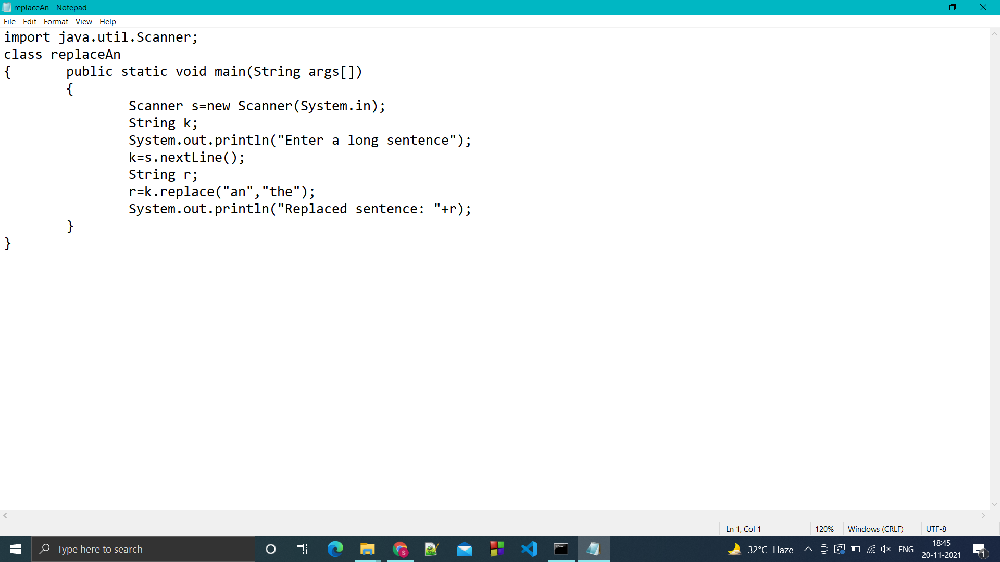 replaceAn - Notepad
File Edit Format View Help
import java.util.Scanner;
class replaceAn
{	public static void main(String args[])
	{
		Scanner s=new Scanner(System.in);
		String k;
		System.out.println("Enter a long sentence");
		k=s.nextLine();
		String r;
		r=k.replace("an","the");
		System.out.println("Replaced sentence: "+r);
	}
}
Ln 1, Col 1 120% Windows (CRLF) UTF-8
Type here to search 32°C Haze ENG 18:45
20-11-2021 1